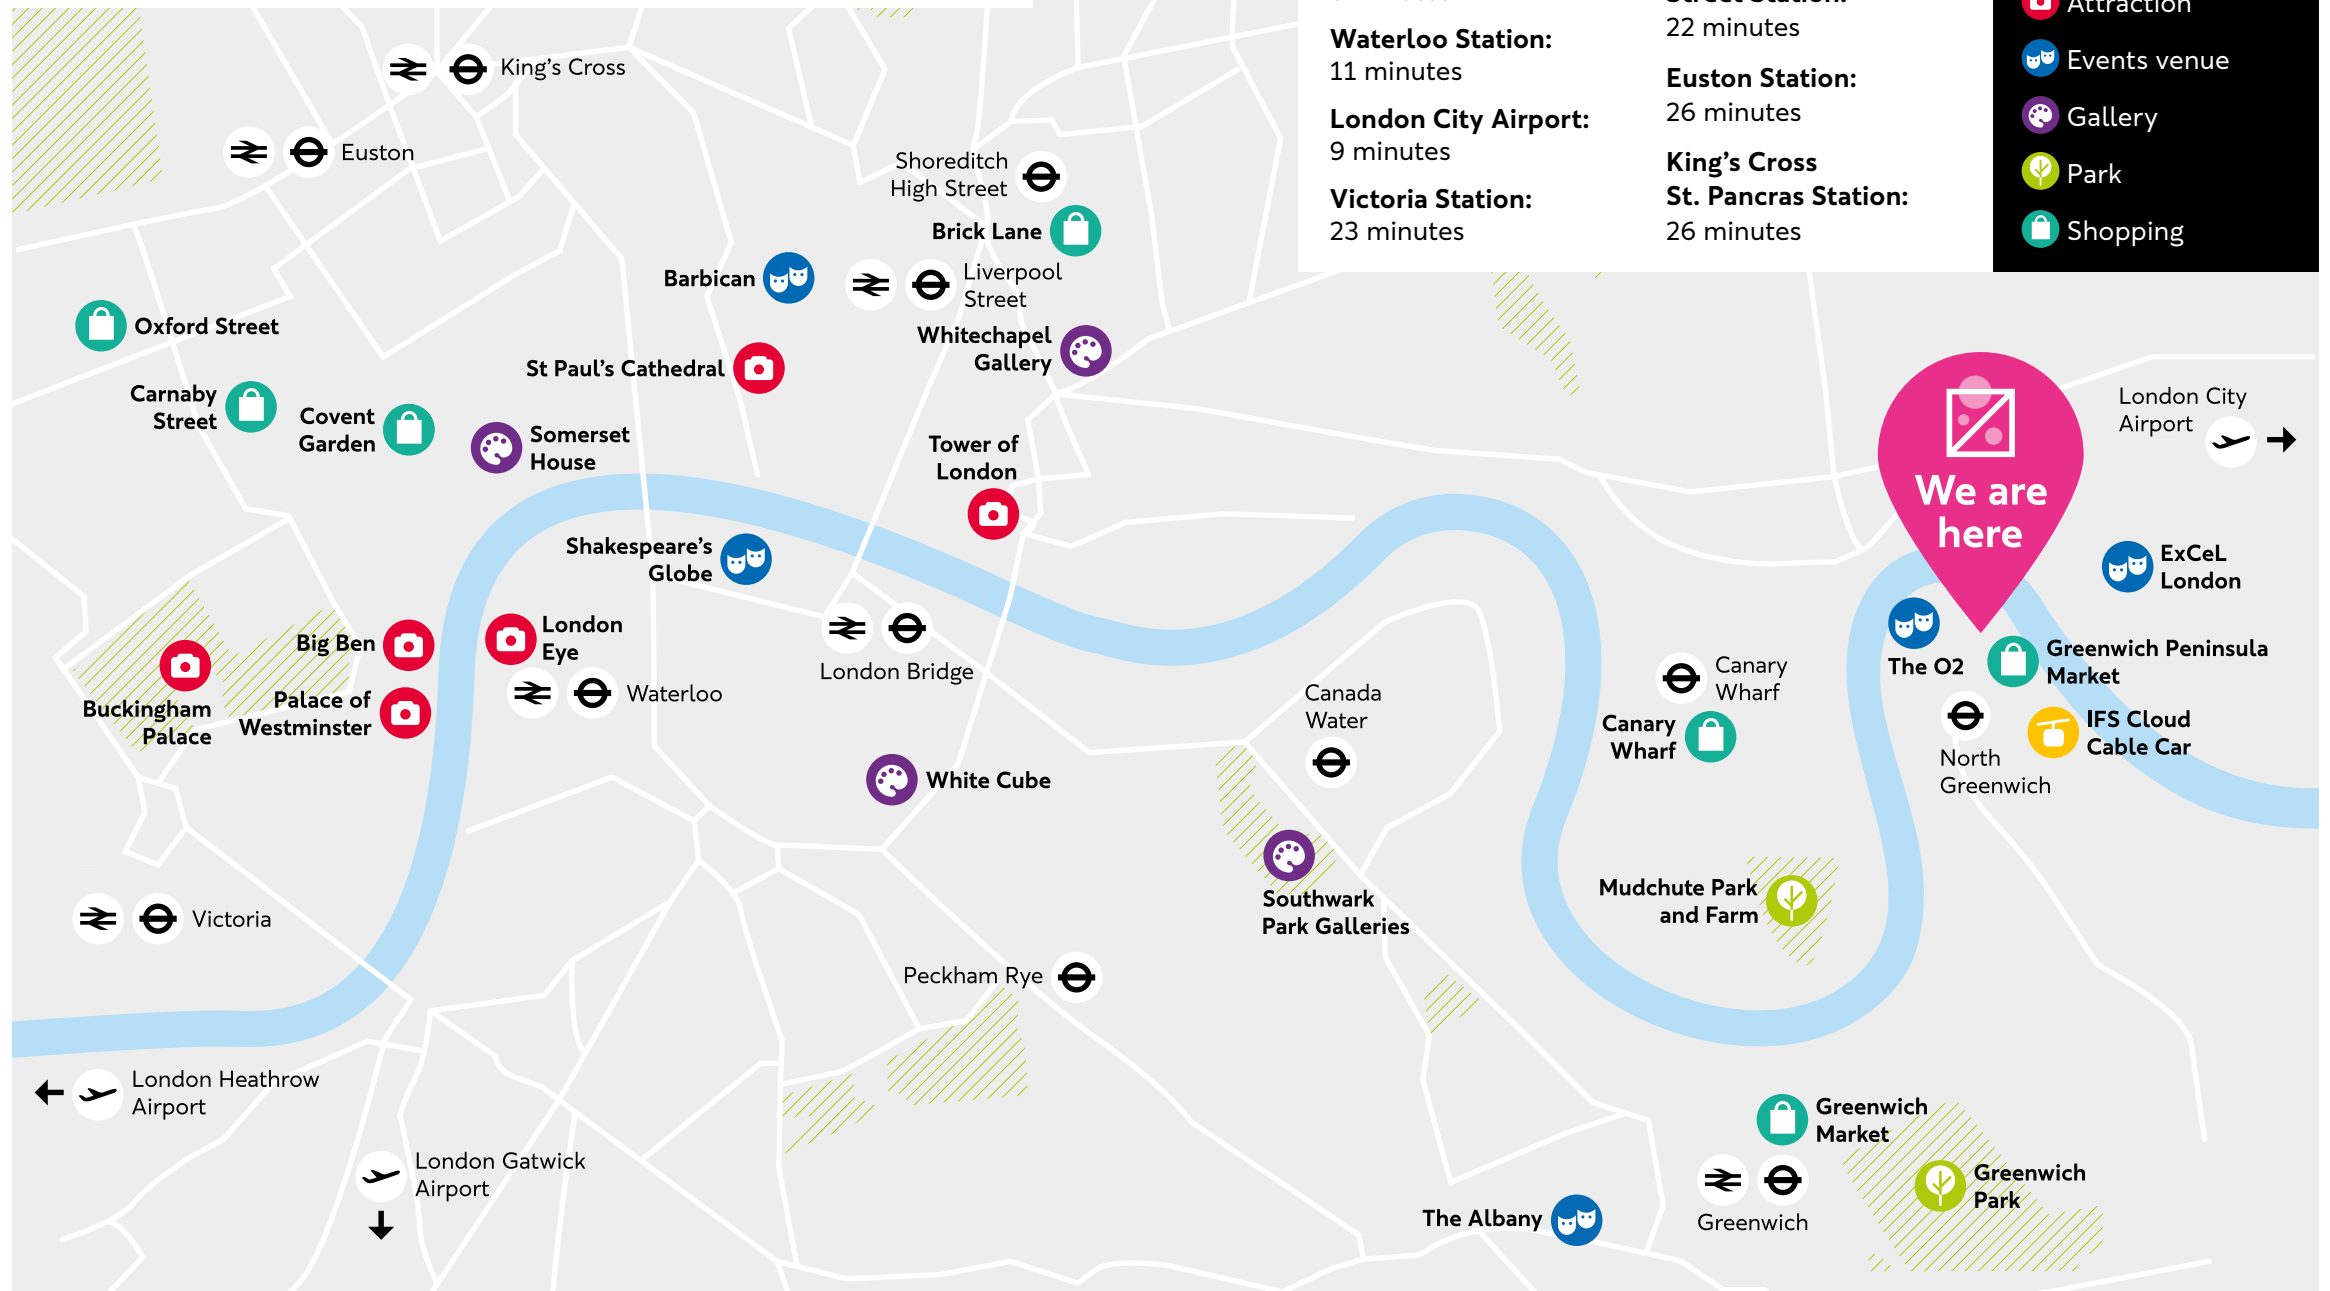 Street Station:
22 minutes
Waterloo Station:
11 minutes
London City Airport:
9 minutes
Victoria Station:
23 minutes
Euston Station:
26 minutes
King's Cross
St. Pancras Station:
26 minutes
Attraction
Events venue
Gallery
Park
Shopping
King's Cross
Euston
Shoreditch
High Street
Brick Lane
Barbican
Liverpool
Street
Oxford Street
Whitechapel
Gallery
St Paul's Cathedral
Carnaby
Street
Covent
Garden
Somerset
House
Tower of
London
London City
Airport
We are
here
Shakespeare's
Globe
ExCeL
London
Big Ben
London
Eye
London Bridge
Buckingham
Palace
Palace of
Westminster
Waterloo
Canada
Water
Canary
Wharf
Canary
Wharf
The O2
Greenwich Peninsula
Market
IFS Cloud
Cable Car
North
Greenwich
White Cube
Southwark
Park Galleries
Mudchute Park
and Farm
Victoria
Peckham Rye
London Heathrow
Airport
London Gatwick
Airport
Greenwich
Market
Greenwich
Park
Greenwich
The Albany